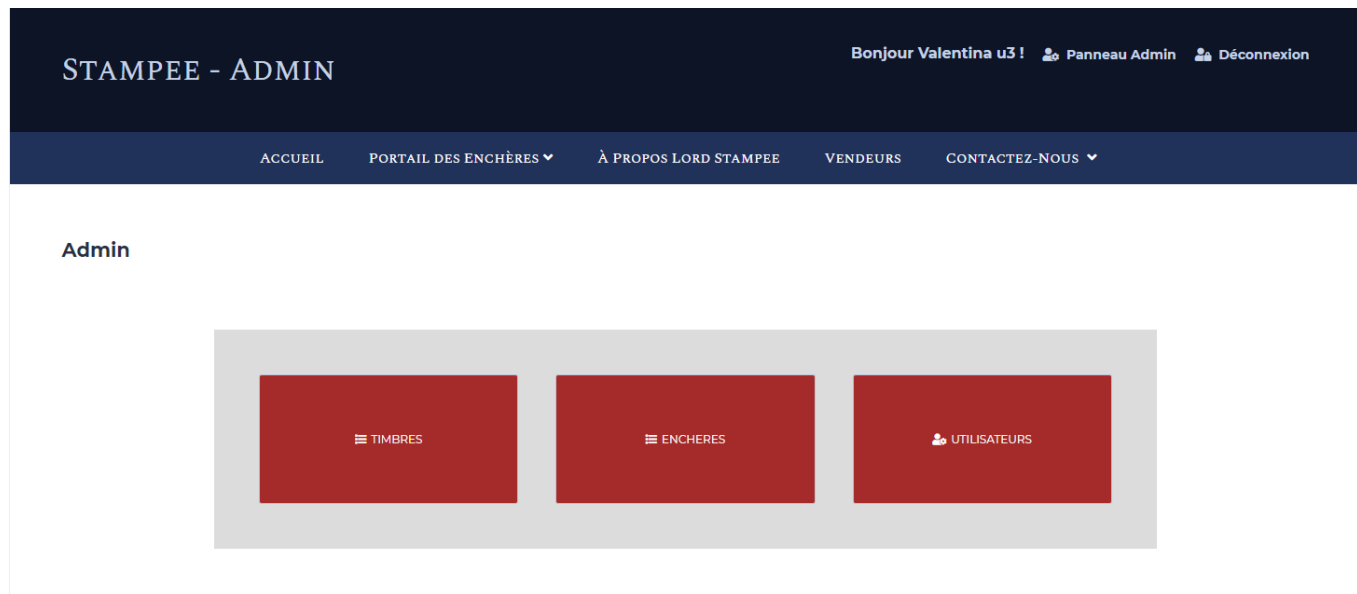 Stampee - Admin
Bonjour Valentina u3 ! Panneau Admin Déconnexion
Accueil Portail des Enchères À Propos Lord Stampee Vendeurs Contactez-Nous
Admin
TIMBRES ENCHERES UTILISATEURS